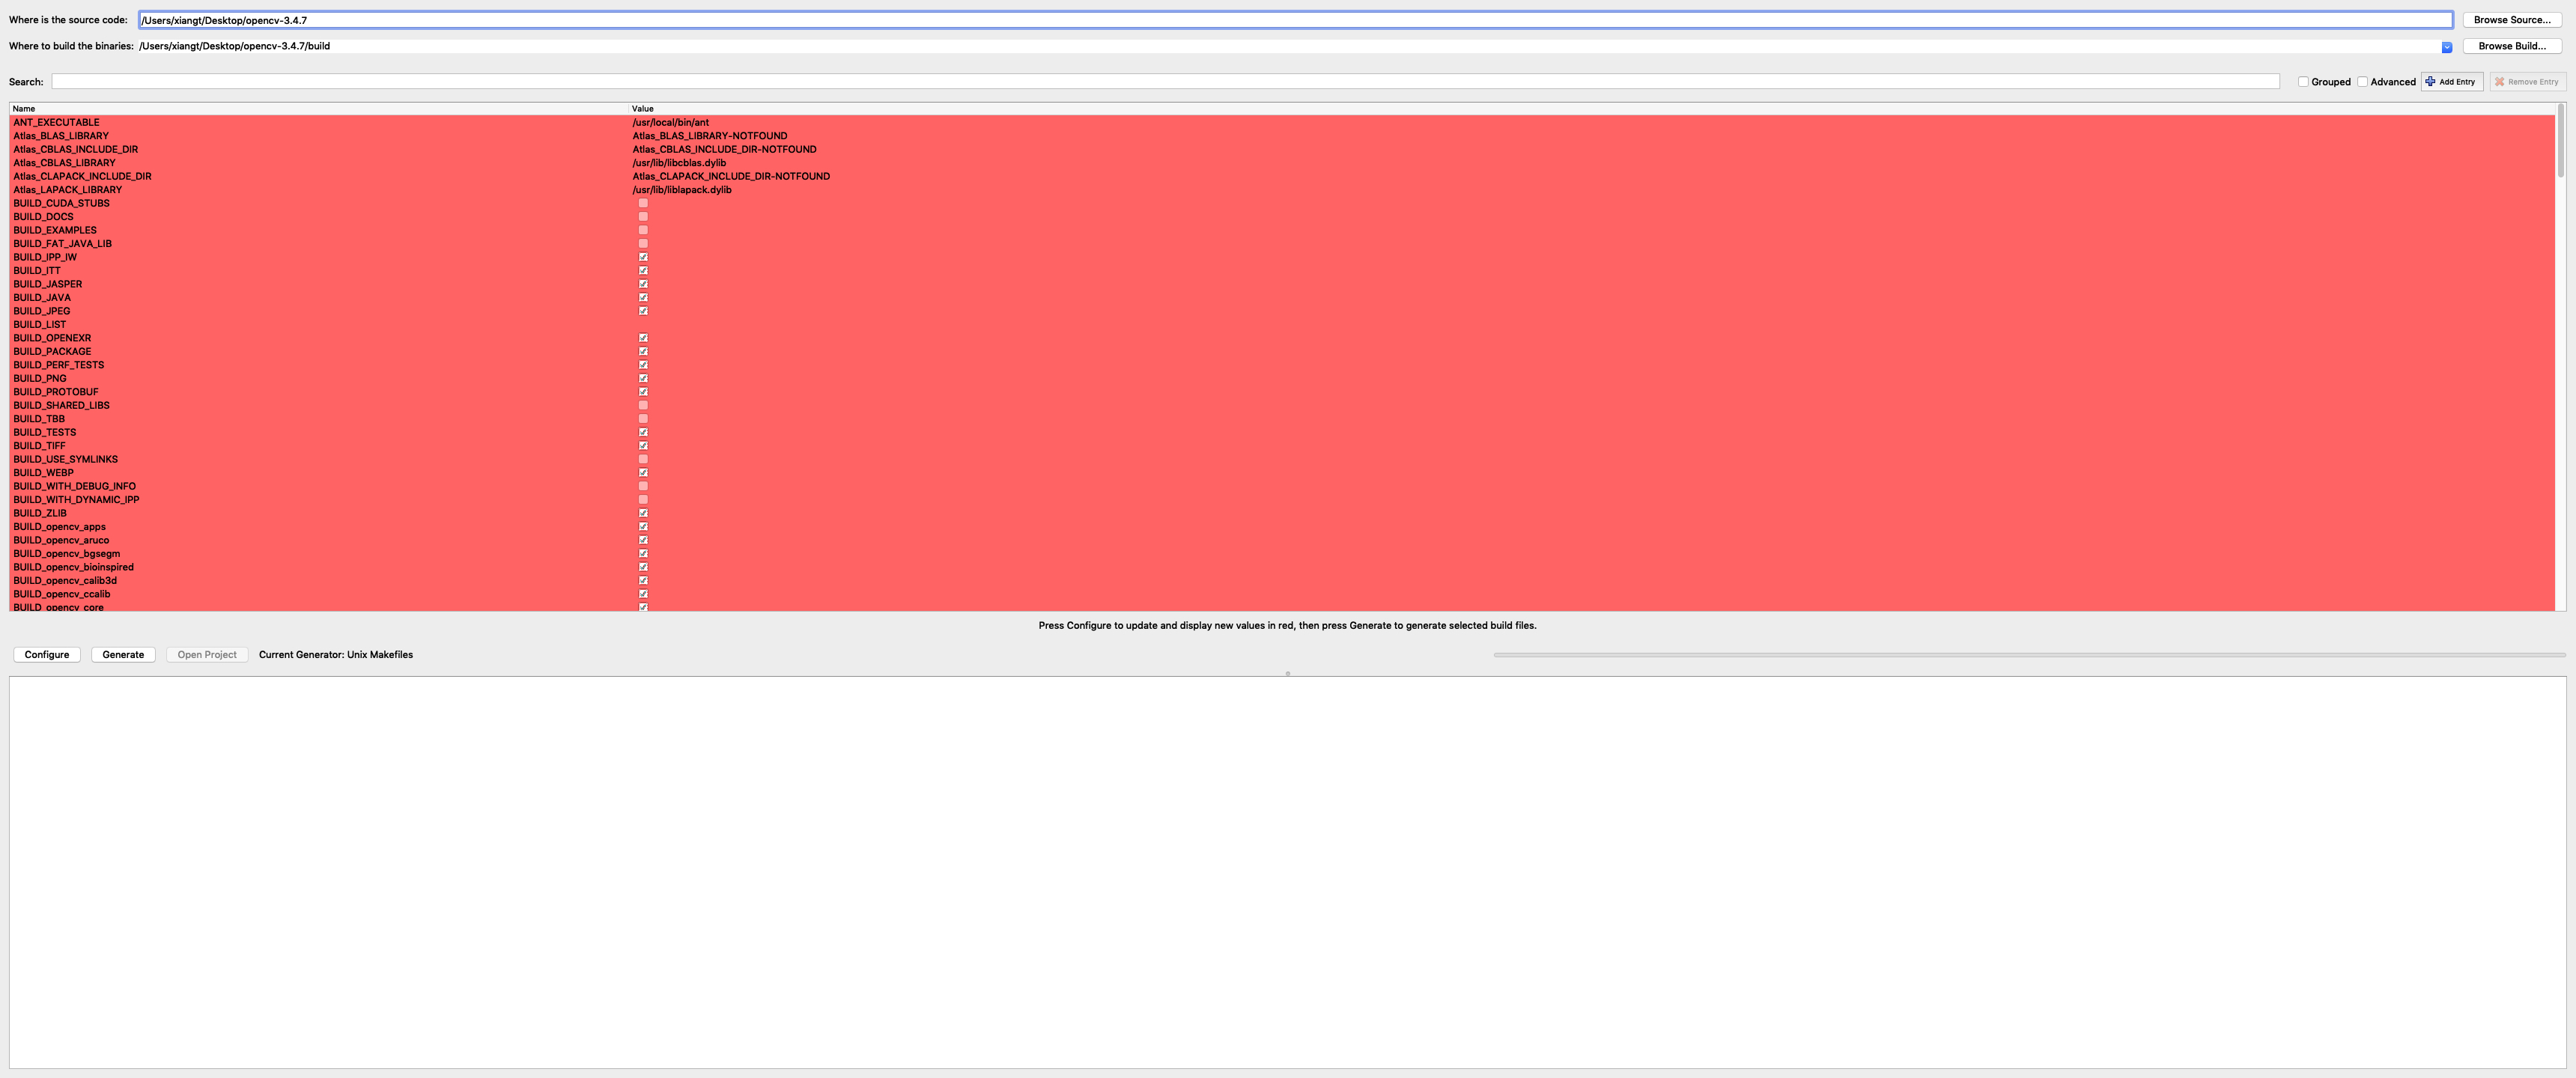 Where is the source code: /Users/xiangt/Desktop/opencv-3.4.7 Browse Source...
Where to build the binaries: /Users/xiangt/Desktop/opencv-3.4.7/build Browse Build...
Search: Grouped Advanced Add Entry Remove Entry
Name Value
ANT_EXECUTABLE /usr/local/bin/ant
Atlas_BLAS_LIBRARY Atlas_BLAS_LIBRARY-NOTFOUND
Atlas_CBLAS_INCLUDE_DIR Atlas_CBLAS_INCLUDE_DIR-NOTFOUND
Atlas_CBLAS_LIBRARY /usr/lib/libcblas.dylib
Atlas_CLAPACK_INCLUDE_DIR Atlas_CLAPACK_INCLUDE_DIR-NOTFOUND
Atlas_LAPACK_LIBRARY /usr/lib/liblapack.dylib
BUILD_CUDA_STUBS
BUILD_DOCS
BUILD_EXAMPLES
BUILD_FAT_JAVA_LIB
BUILD_IPP_IW
BUILD_ITT
BUILD_JASPER
BUILD_JAVA
BUILD_JPEG
BUILD_LIST
BUILD_OPENEXR
BUILD_PACKAGE
BUILD_PERF_TESTS
BUILD_PNG
BUILD_PROTOBUF
BUILD_SHARED_LIBS
BUILD_TBB
BUILD_TESTS
BUILD_TIFF
BUILD_USE_SYMLINKS
BUILD_WEBP
BUILD_WITH_DEBUG_INFO
BUILD_WITH_DYNAMIC_IPP
BUILD_ZLIB
BUILD_opencv_apps
BUILD_opencv_aruco
BUILD_opencv_bgsegm
BUILD_opencv_bioinspired
BUILD_opencv_calib3d
BUILD_opencv_ccalib
BUILD_opencv_core
Press Configure to update and display new values in red, then press Generate to generate selected build files.
Configure Generate Open Project Current Generator: Unix Makefiles